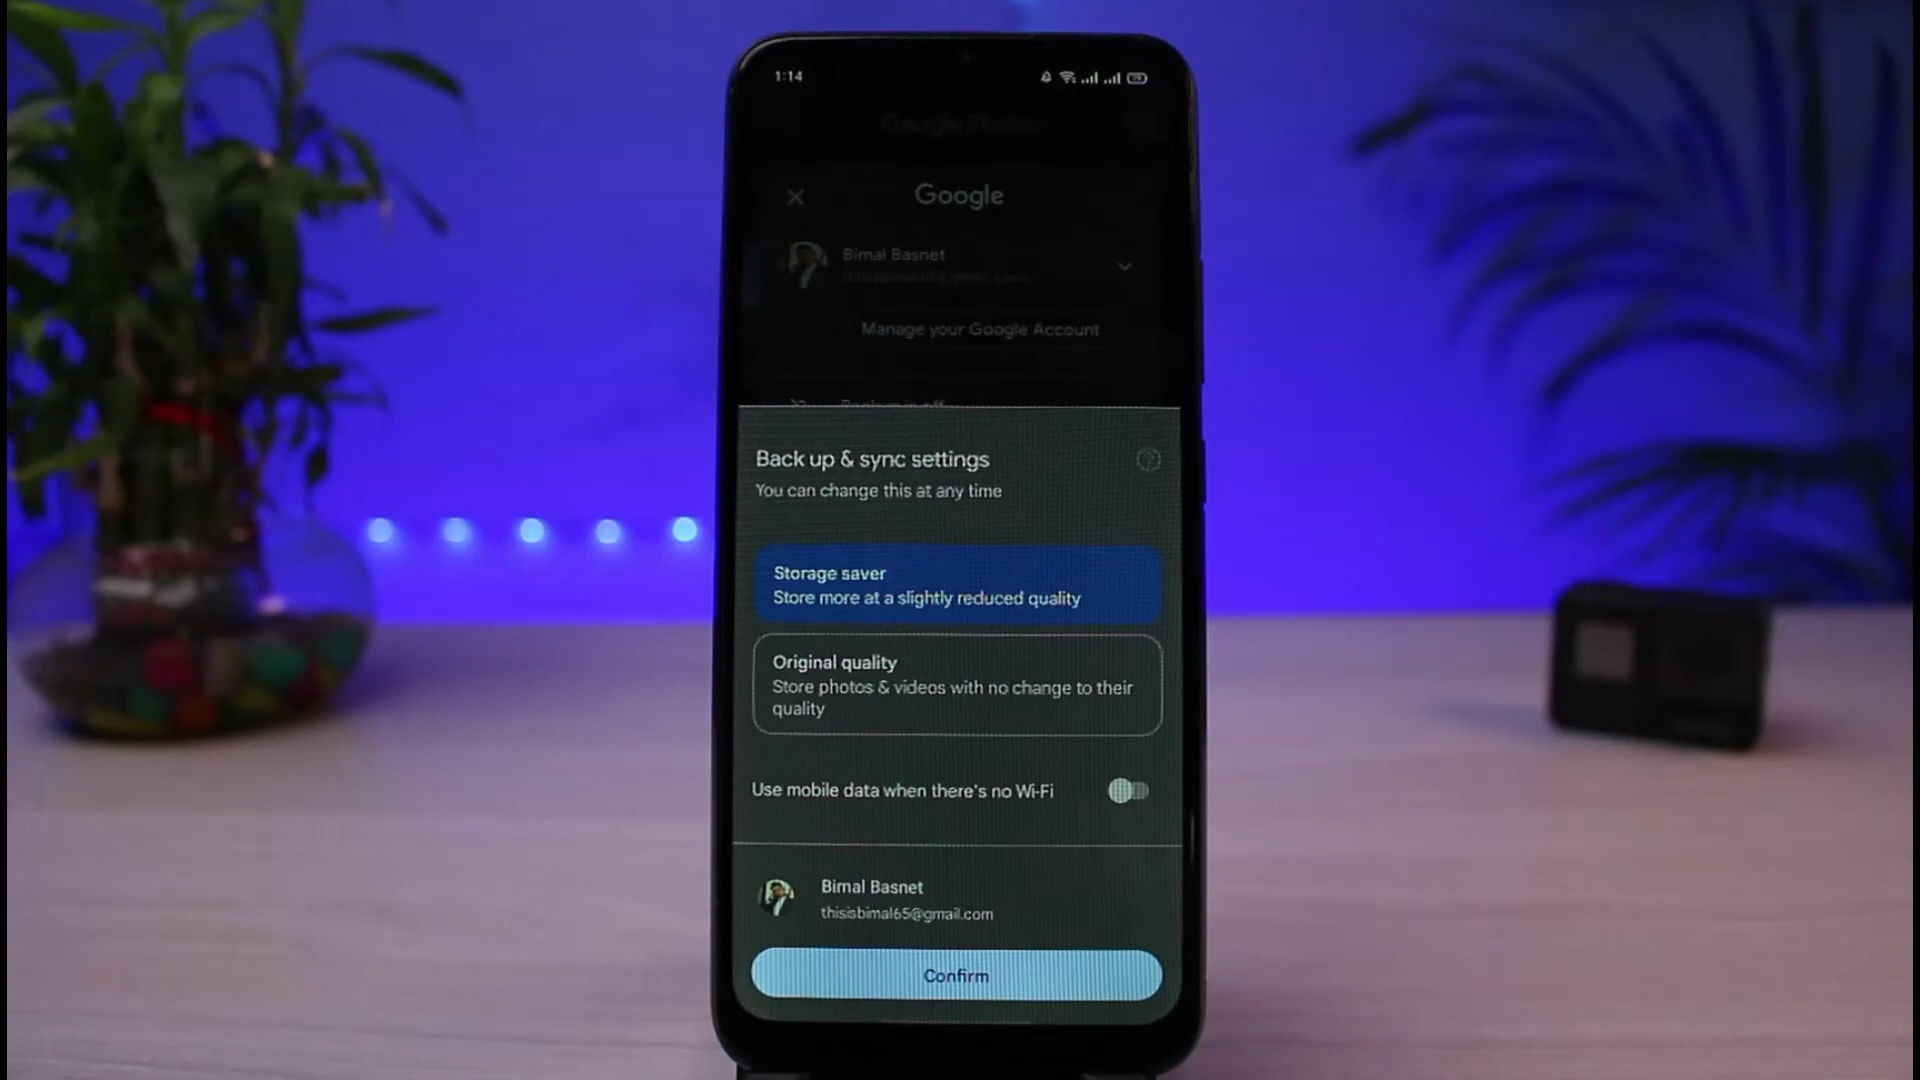 1:14
Google
Bimal Basnet
Manage your Google Account
Back up & sync settings
You can change this at any time
Storage saver
Store more at a slightly reduced quality
Original quality
Store photos & videos with no change to their
quality
Use mobile data when there's no Wi-Fi
Bimal Basnet
thisisbimal65@gmail.com
Confirm